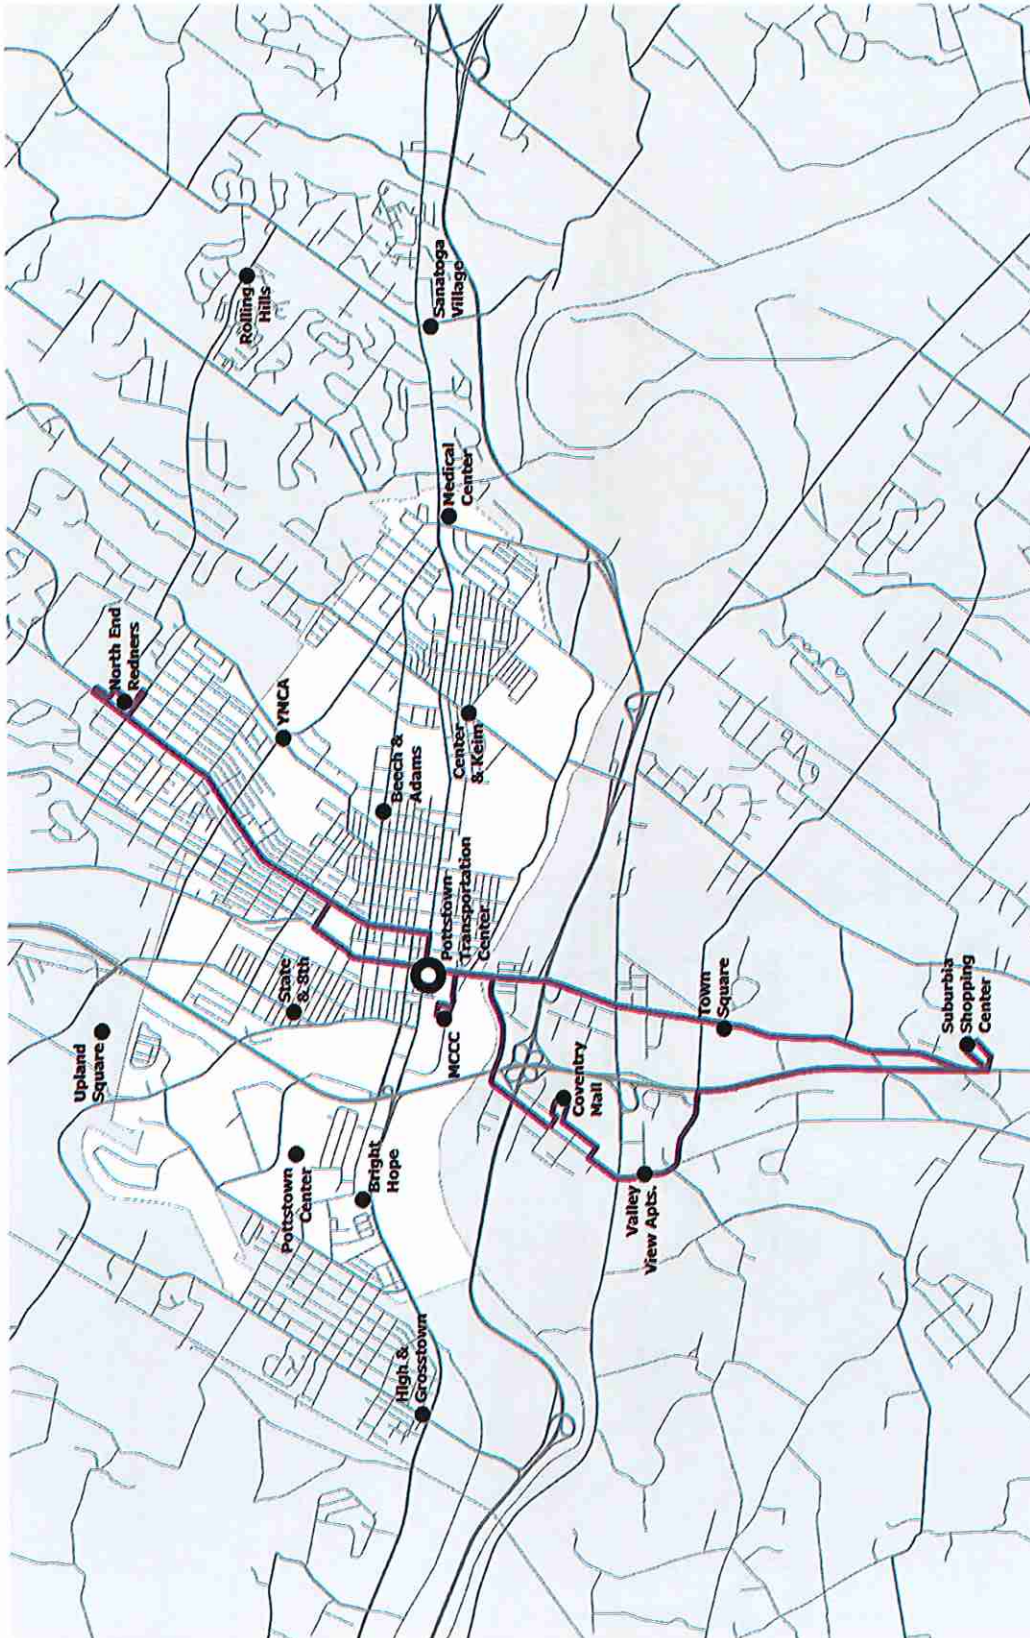 Upland
Square
North End
Redners
Rolling
Hills
YNCA
State
& 8th
Pottstown
Center
Bright
Hope
Beech &
Adams
High &
Grosstown
Sanatoga
Village
Medical
Center
Pottstown
Transportation
Center
MCCC
Center
& Keim
Coventry
Mall
Valley
View Apts.
Town
Square
Suburbia
Shopping
Center